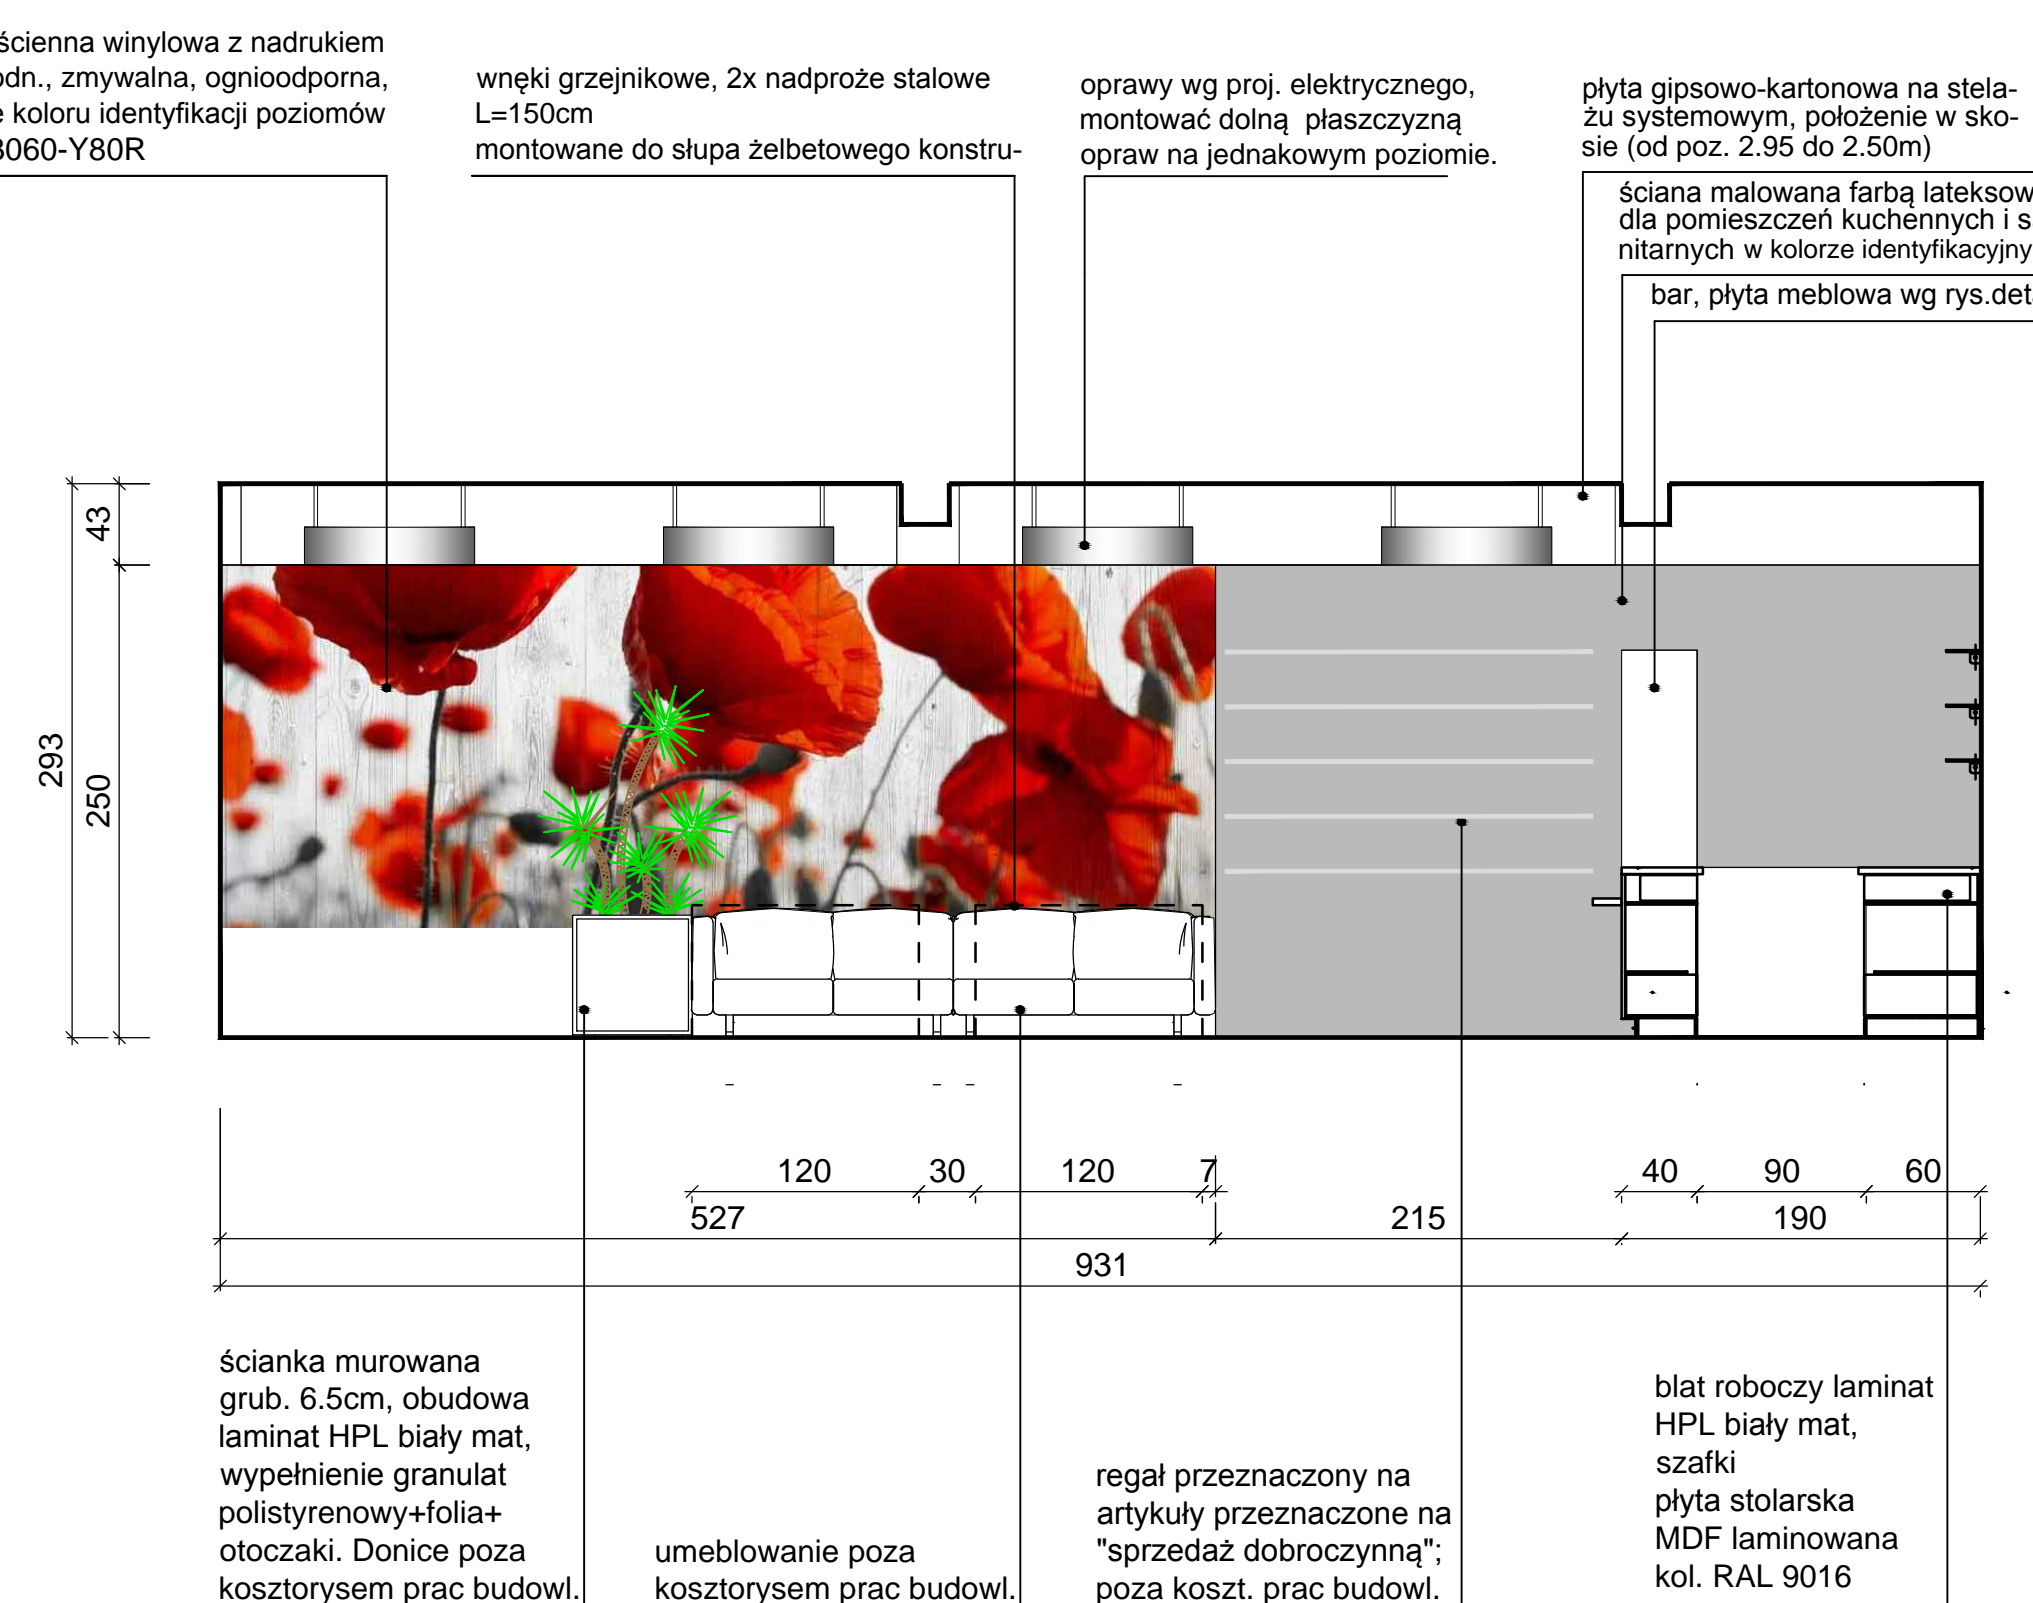 ścienna winylowa z nadrukiem
odn., zmywalna, ognioodporna,
koloru identyfikacji poziomów
3060-Y80R
wnęki grzejnikowe, 2x nadproże stalowe
L=150cm
montowane do słupa żelbetowego konstru-
oprawy wg proj. elektrycznego,
montować dolną płaszczyzną
opraw na jednakowym poziomie.
płyta gipsowo-kartonowa na stela-
żu systemowym, położenie w sko-
sie (od poz. 2.95 do 2.50m)
ściana malowana farbą lateksow
dla pomieszczeń kuchennych i s
nitarnych w kolorze identyfikacyjny
bar, płyta meblowa wg rys.det
43
293
250
120 30 120 7 40 90 60
527 215 190
931
ścianka murowana
grub. 6.5cm, obudowa
laminat HPL biały mat,
wypełnienie granulat
polistyrenowy+folia+
otoczaki. Donice poza
kosztorysem prac budowl.
umeblowanie poza
kosztorysem prac budowl.
regał przeznaczony na
artykuły przeznaczone na
"sprzedaż dobroczynną";
poza koszt. prac budowl.
blat roboczy laminat
HPL biały mat,
szafki
płyta stolarska
MDF laminowana
kol. RAL 9016